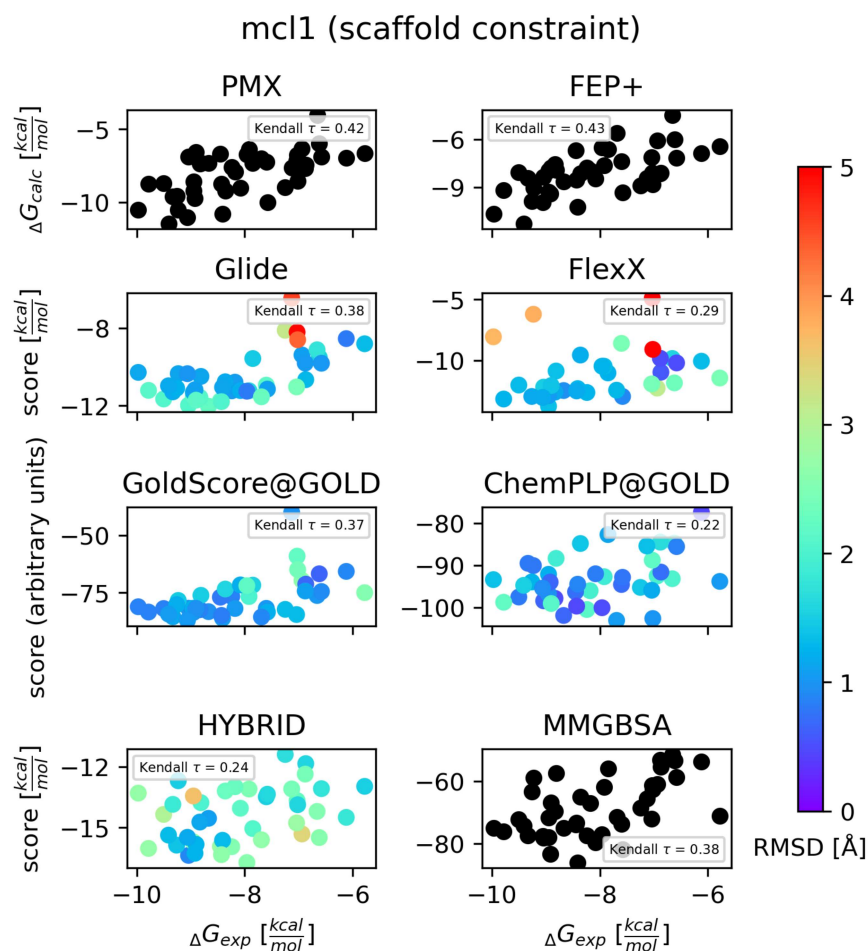 mcl1 (scaffold constraint)
PMX
FEP+
ΔG_calc [kcal/mol]
−5
−10
Kendall τ = 0.42
−6
−9
Kendall τ = 0.43
Glide
FlexX
score [kcal/mol]
−8
−12
Kendall τ = 0.38
−5
−10
Kendall τ = 0.29
GoldScore@GOLD
ChemPLP@GOLD
score (arbitrary units)
−50
−75
Kendall τ = 0.37
−80
−90
−100
Kendall τ = 0.22
HYBRID
MMGBSA
score [kcal/mol]
−12
−15
Kendall τ = 0.24
−60
−80
Kendall τ = 0.38
−10 −8 −6
−10 −8 −6
ΔG_exp [kcal/mol]
ΔG_exp [kcal/mol]
5
4
3
2
1
0
RMSD [Å]